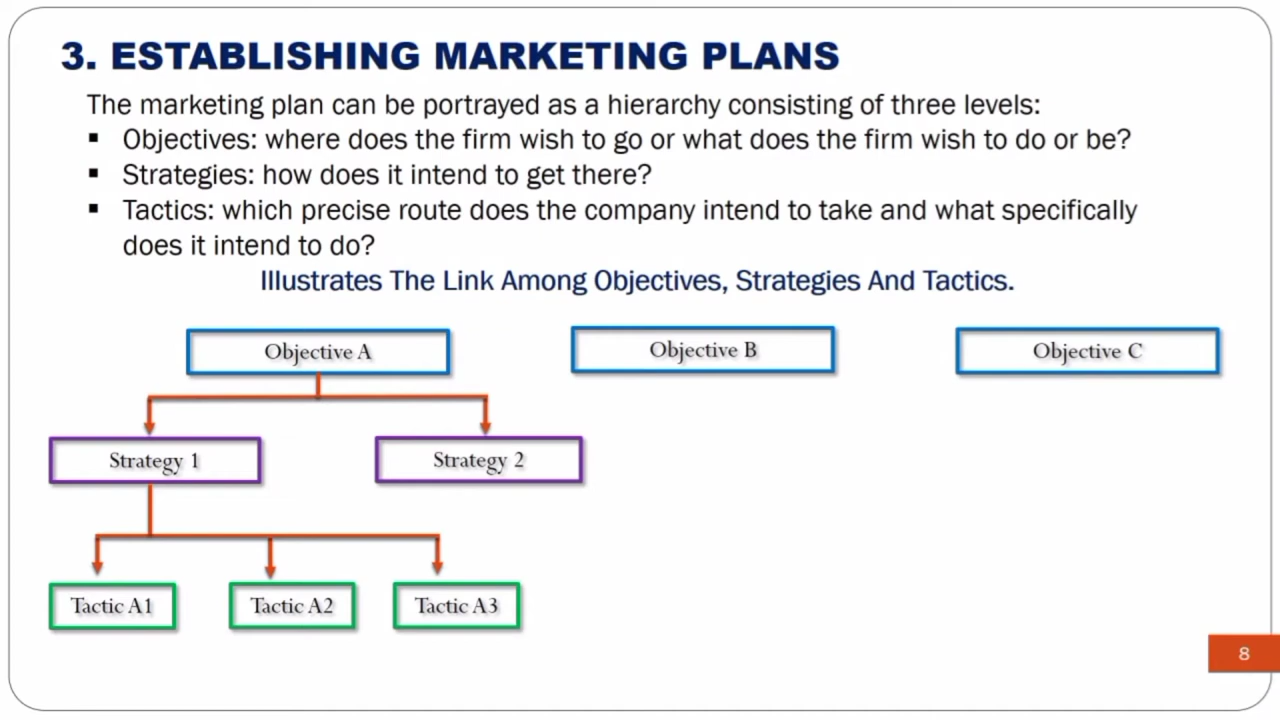 3. ESTABLISHING MARKETING PLANS
The marketing plan can be portrayed as a hierarchy consisting of three levels:
▪ Objectives: where does the firm wish to go or what does the firm wish to do or be?
▪ Strategies: how does it intend to get there?
▪ Tactics: which precise route does the company intend to take and what specifically
does it intend to do?
Illustrates The Link Among Objectives, Strategies And Tactics.
Objective A
Objective B
Objective C
Strategy 1
Strategy 2
Tactic A1
Tactic A2
Tactic A3
8